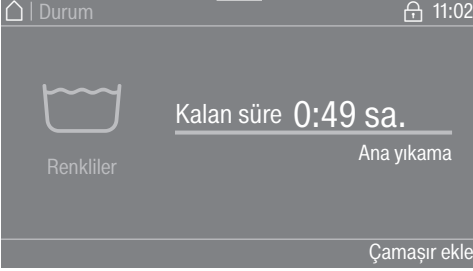 | Durum
11:02
Kalan süre 0:49 sa.
Ana yıkama
Renkliler
Çamaşır ekle